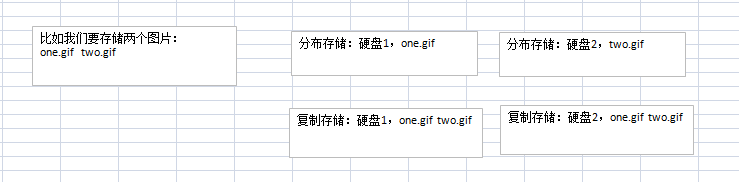 比如我们要存储两个图片：
one.gif two.gif
分布存储：硬盘1，one.gif
分布存储：硬盘2，two.gif
复制存储：硬盘1，one.gif two.gif
复制存储：硬盘2，one.gif two.gif